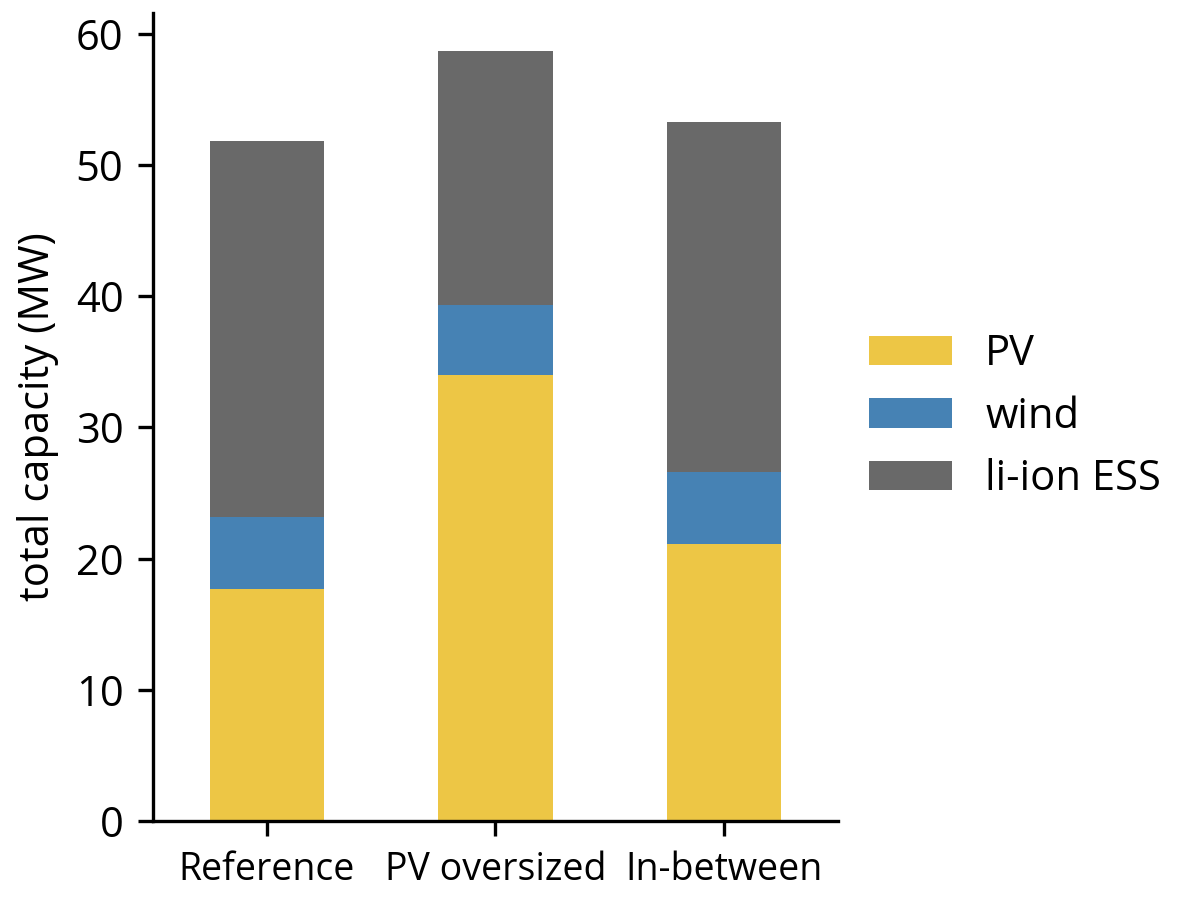 60
50
40
30
20
10
0
total capacity (MW)
Reference PV oversized In-between
PV
wind
li-ion ESS